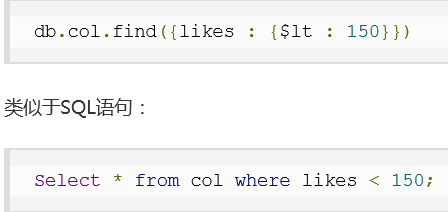 db.col.find({likes : {$lt : 150}})
类似于SQL语句：
Select * from col where likes < 150;